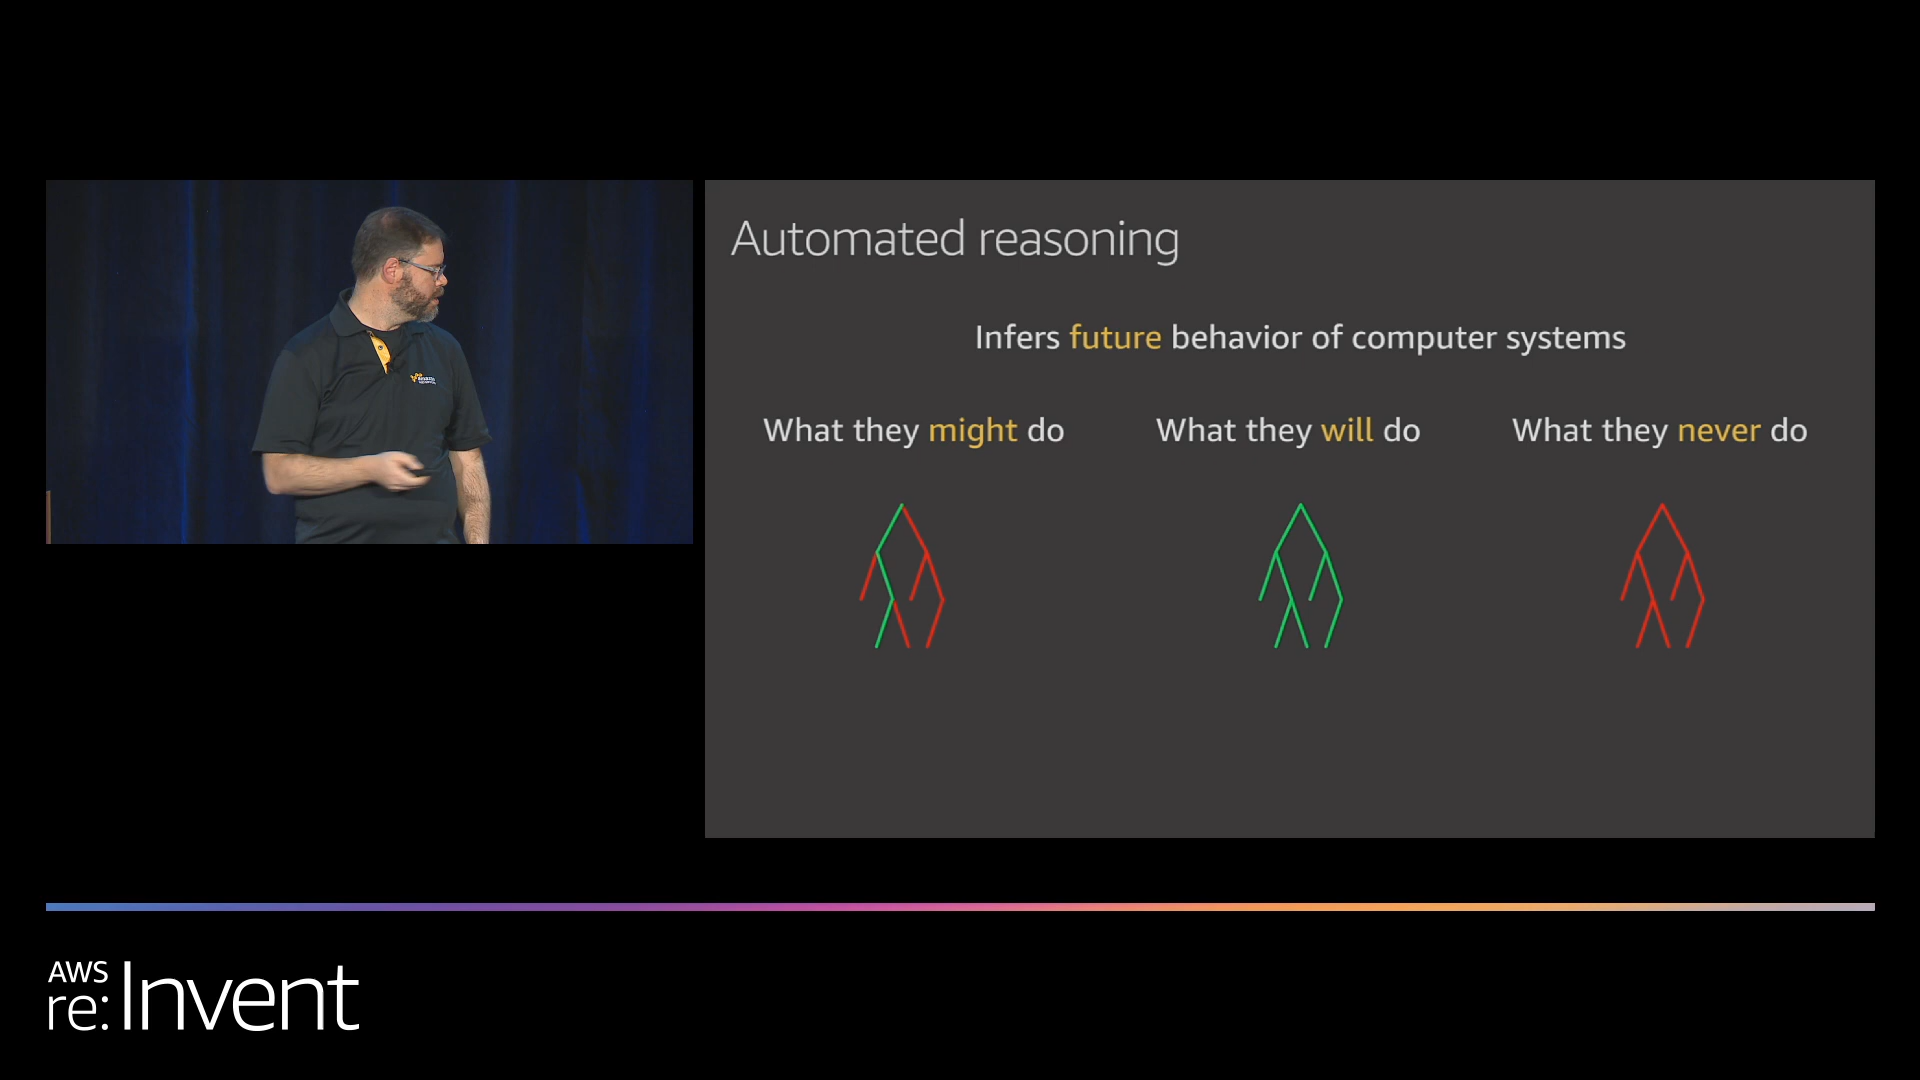 Automated reasoning
Infers future behavior of computer systems
What they might do
What they will do
What they never do
AWS
re:Invent